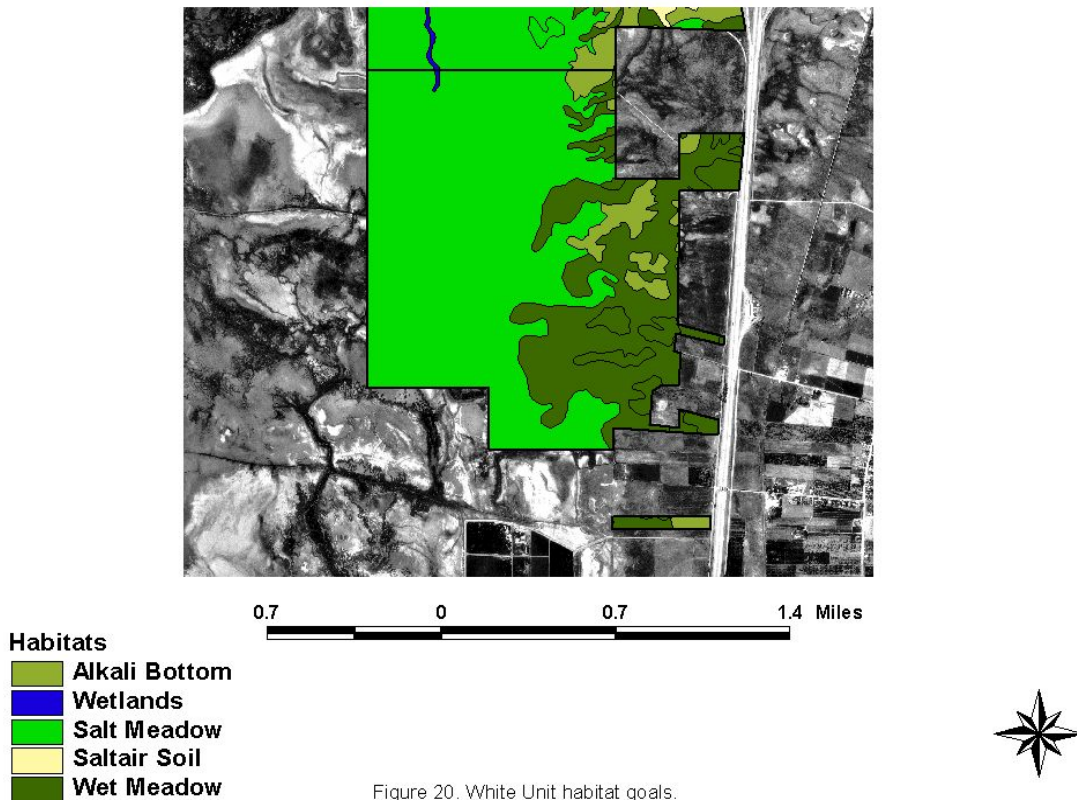 0.7 0 0.7 1.4 Miles
Habitats
Alkali Bottom
Wetlands
Salt Meadow
Saltair Soil
Wet Meadow
Figure 20. White Unit habitat goals.